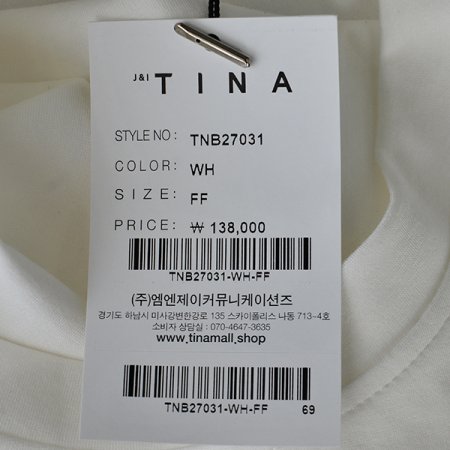 J&I TINA
STYLE NO : TNB27031
COLOR: WH
SIZE: FF
PRICE: ₩ 138,000
TNB27031-WH-FF
(주)엠엔제이커뮤니케이션즈
경기도 하남시 미사강변한강로 135 스카이폴리스 나동 713-4호
소비자 상담실 : 070-4647-3635
www.tinamall.shop
TNB27031-WH-FF 69